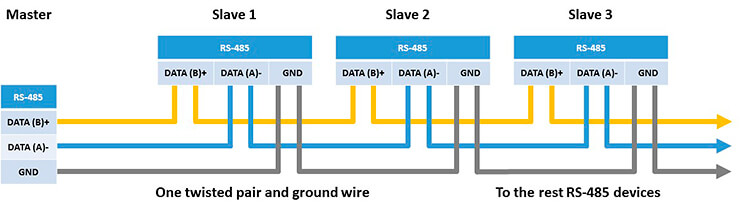 Master Slave 1 Slave 2 Slave 3
RS-485 RS-485 RS-485
DATA (B)+ DATA (A)- GND DATA (B)+ DATA (A)- GND DATA (B)+ DATA (A)- GND
RS-485
DATA (B)+
DATA (A)-
GND
One twisted pair and ground wire To the rest RS-485 devices